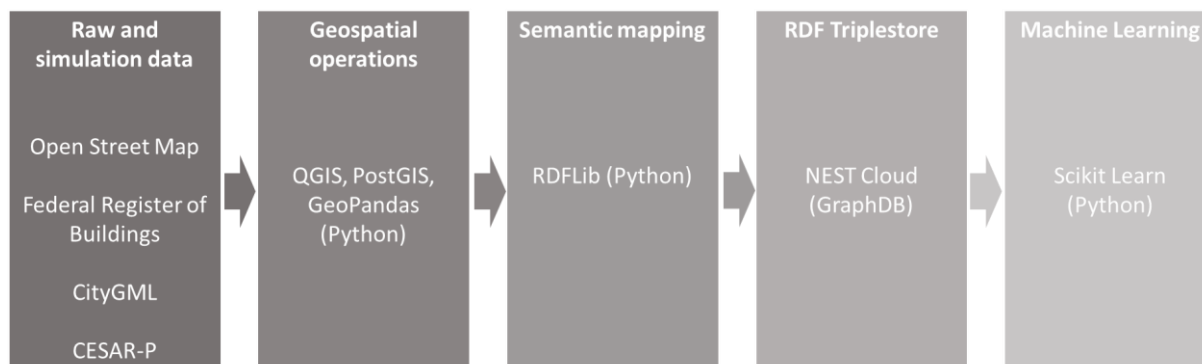 Raw and
simulation data
Open Street Map
Federal Register of
Buildings
CityGML
CESAR-P
Geospatial
operations
QGIS, PostGIS,
GeoPandas
(Python)
Semantic mapping
RDFLib (Python)
RDF Triplestore
NEST Cloud
(GraphDB)
Machine Learning
Scikit Learn
(Python)